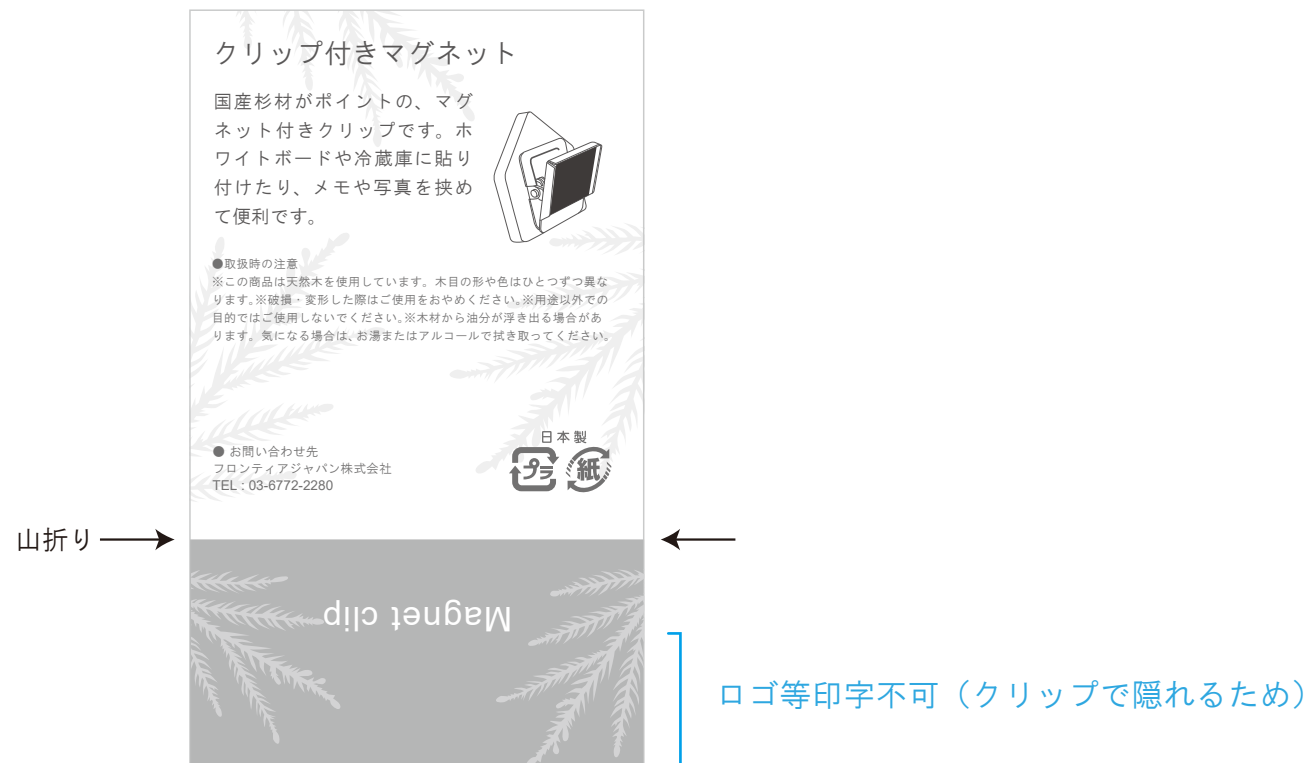 クリップ付きマグネット
国産杉材がポイントの、マグ
ネット付きクリップです。ホ
ワイトボードや冷蔵庫に貼り
付けたり、メモや写真を挟め
て便利です。
●取扱時の注意
※この商品は天然木を使用しています。木目の形や色はひとつずつ異な
ります。※破損・変形した際はご使用をおやめください。※用途以外での
目的ではご使用しないでください。※木材から油分が浮き出る場合があ
ります。気になる場合は、お湯またはアルコールで拭き取ってください。
日本製
プラ 紙
● お問い合わせ先
フロンティアジャパン株式会社
TEL : 03-6772-2280
山折り
Magnet clip
ロゴ等印字不可（クリップで隠れるため）